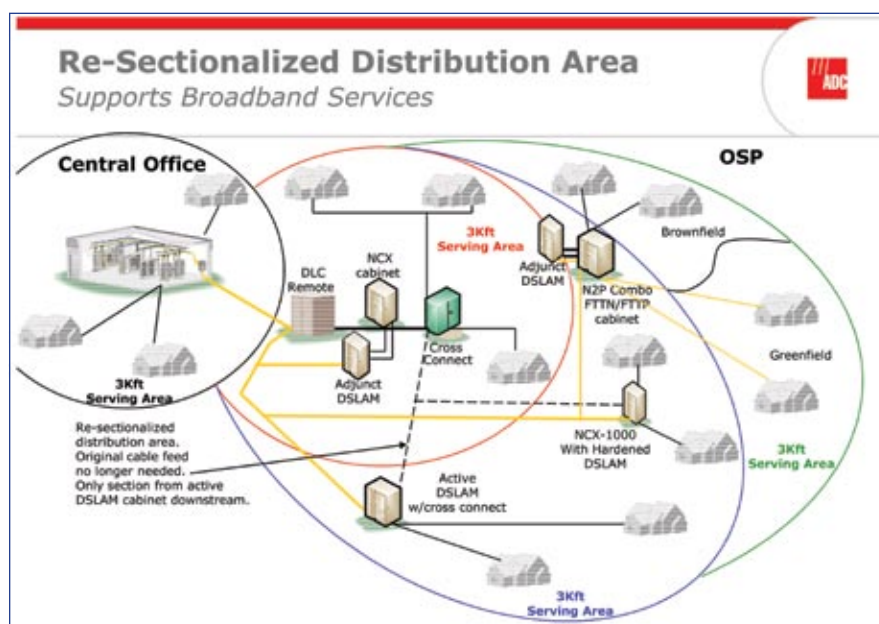 Re-Sectionalized Distribution Area
Supports Broadband Services
ADC
Central Office
OSP
3Kft
Serving Area
Brownfield
NCX
cabinet
DLC
Remote
Adjunct
DSLAM
N2P Combo
FTTN/FTTP
cabinet
Cross
Connect
Adjunct
DSLAM
Greenfield
3Kft
Serving Area
Re-sectionalized
distribution area.
Original cable feed
no longer needed.
Only section from active
DSLAM cabinet downstream.
NCX-1000
With Hardened
DSLAM
3Kft
Serving Area
Active
DSLAM
w/cross connect
3Kft
Serving Area